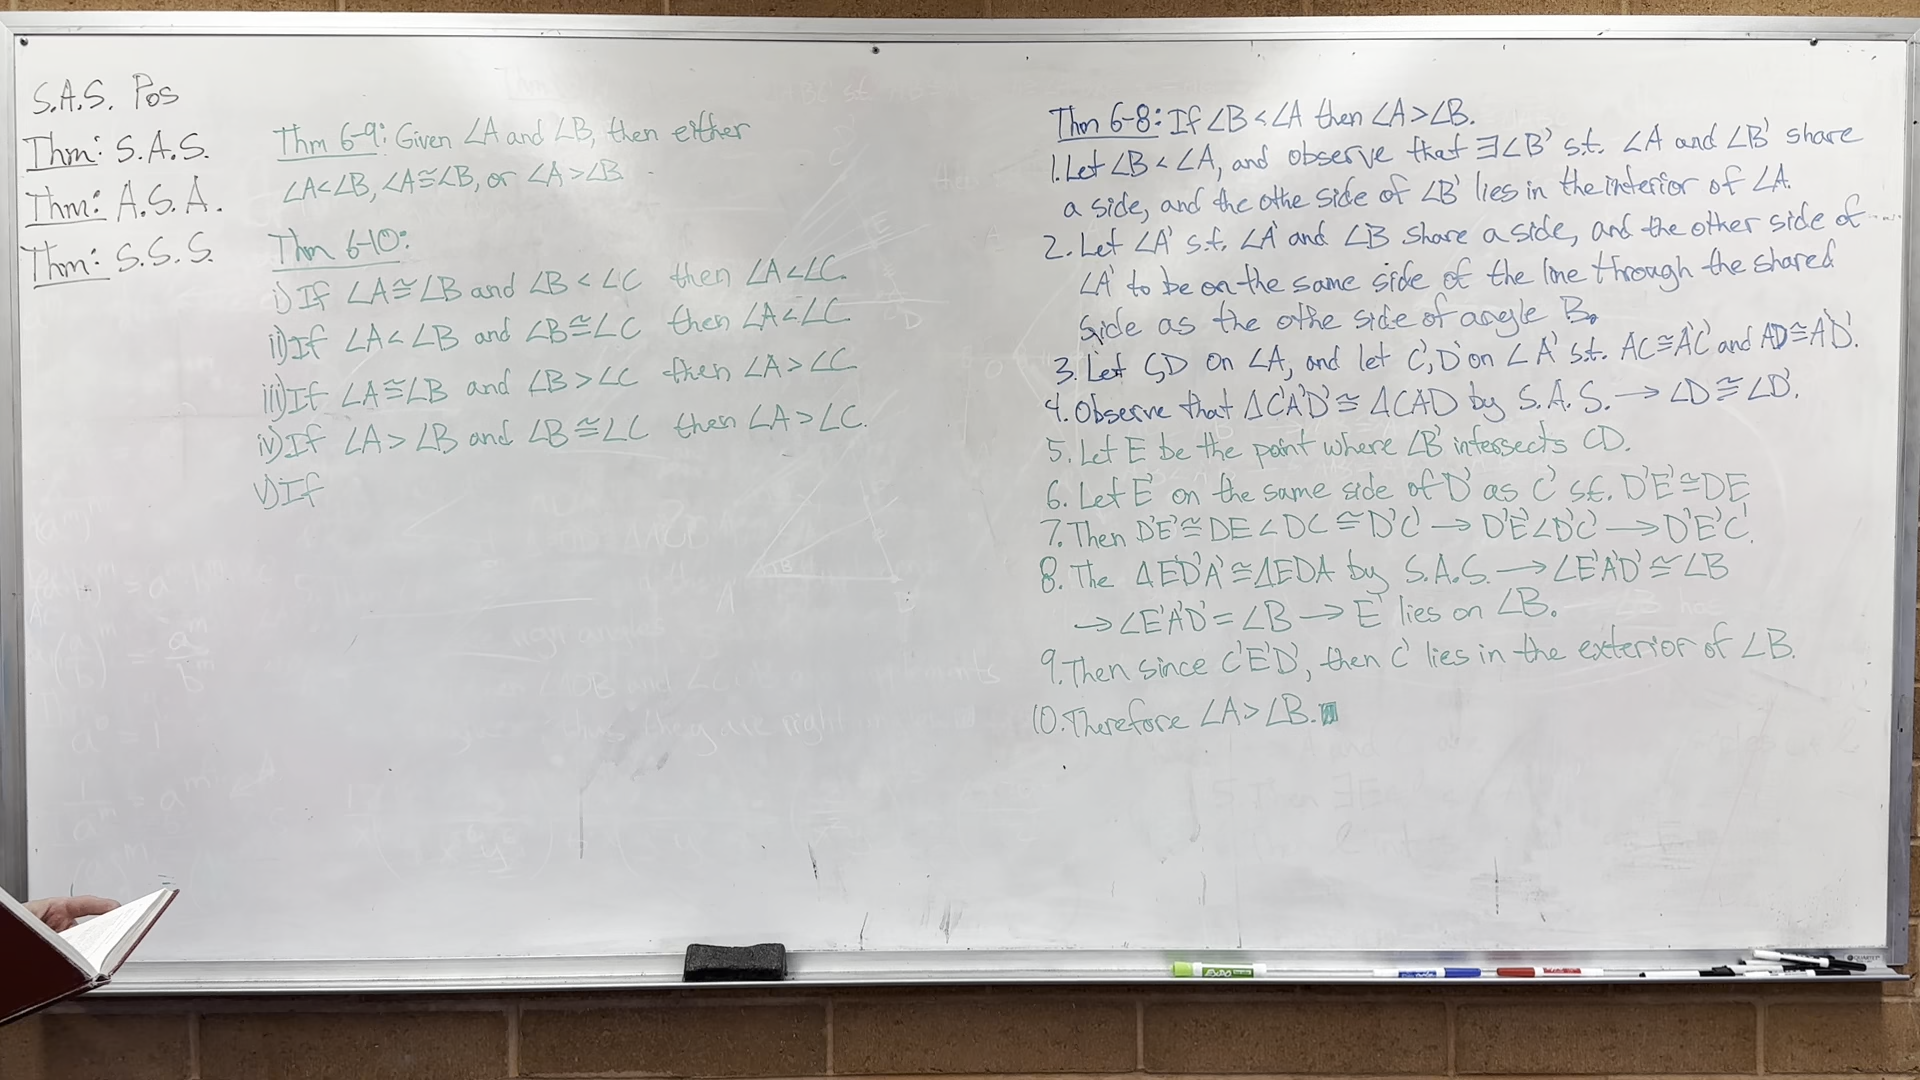 S.A.S. Pos
Thm: S.A.S.
Thm: A.S.A.
Thm: S.S.S.
Thm 6-9: Given ∠A and ∠B, then either
∠A<∠B, ∠A≅∠B, or ∠A>∠B.
Thm 6-10:
i) If ∠A≅∠B and ∠B<∠C then ∠A<∠C.
ii) If ∠A<∠B and ∠B≅∠C then ∠A<∠C.
iii) If ∠A≅∠B and ∠B>∠C then ∠A>∠C.
iv) If ∠A>∠B and ∠B≅∠C then ∠A>∠C.
v) If
Thm 6-8: If ∠B<∠A then ∠A>∠B.
1. Let ∠B<∠A, and observe that ∃∠B' s.t. ∠A and ∠B' share
a side, and the othe side of ∠B' lies in the interior of ∠A.
2. Let ∠A' s.t. ∠A' and ∠B share a side, and the other side of
∠A' to be on the same side of the line through the shared
side as the othe side of angle B.
3. Let C,D on ∠A, and let C',D' on ∠A' s.t. AC≅A'C' and AD≅A'D'.
4. Observe that ΔC'A'D'≅ΔCAD by S.A.S. → ∠D≅∠D'.
5. Let E be the point where ∠B' intersects CD.
6. Let E' on the same side of D' as C' s.t. D'E'≅DE
7. Then D'E'≅DE<DC≅D'C' → D'E'<D'C' → D'E'C'.
8. The ΔE'D'A'≅ΔEDA by S.A.S. → ∠E'A'D'≅∠B
→ ∠E'A'D'=∠B → E' lies on ∠B.
9. Then since C'E'D', then C' lies in the exterior of ∠B.
10. Therefore ∠A>∠B.